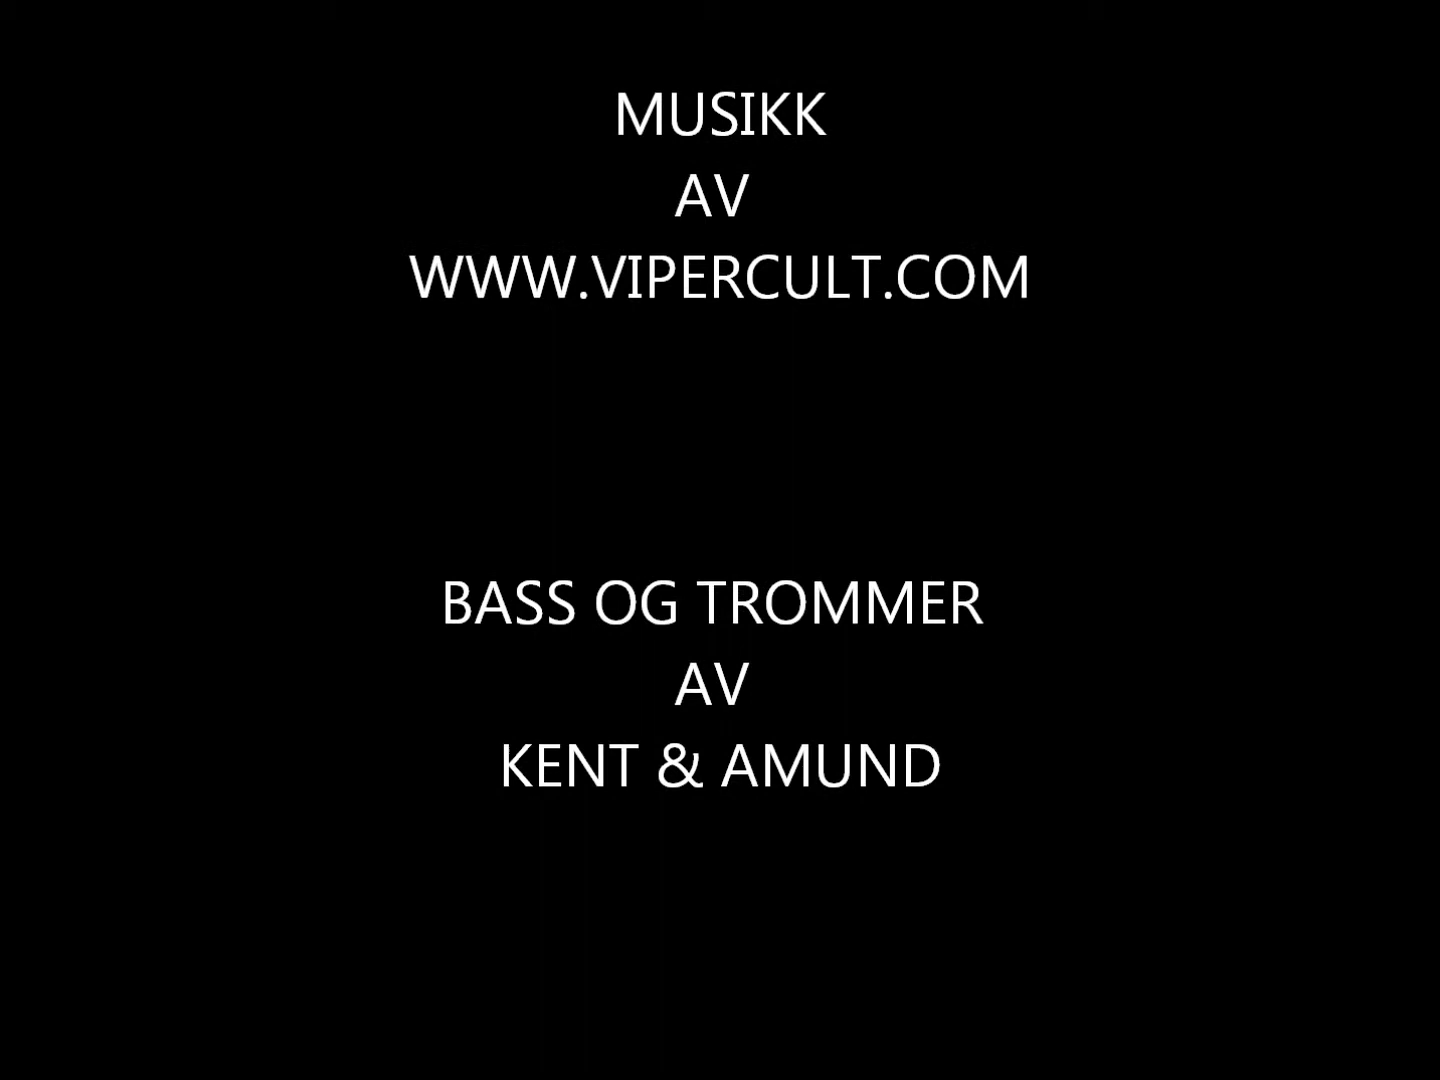 MUSIKK
AV
WWW.VIPERCULT.COM
BASS OG TROMMER
AV
KENT & AMUND